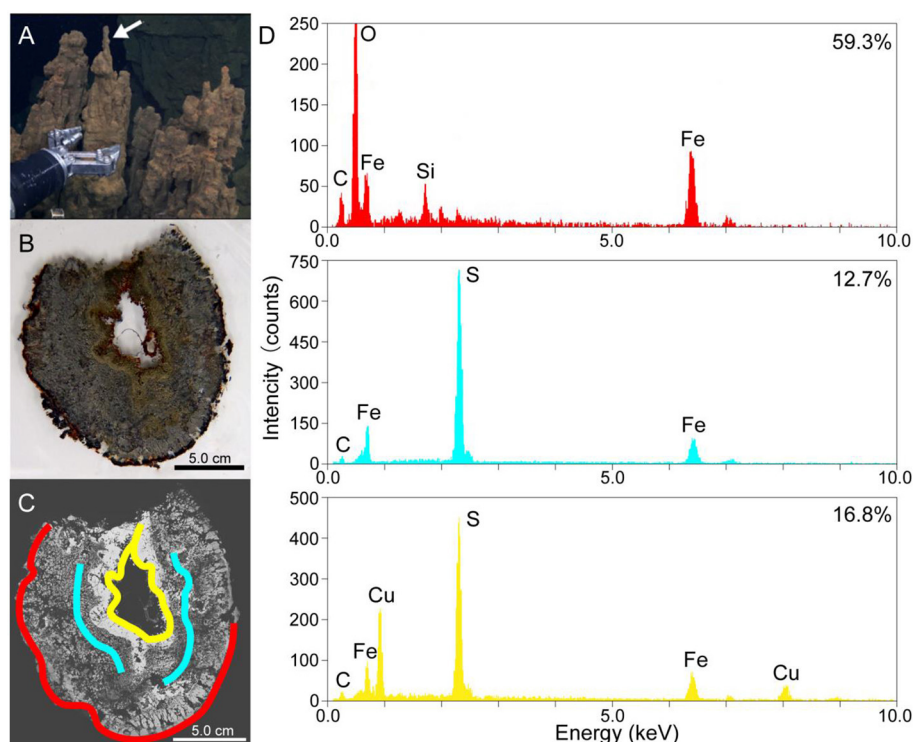 A
B
5.0 cm
C
5.0 cm
D
Intencity (counts)
250
200
150
100
50
0
O
C
Fe
Si
Fe
59.3%
0.0
5.0
10.0
750
600
450
300
150
0
C
Fe
S
Fe
12.7%
0.0
5.0
10.0
500
400
300
200
100
0
C
Fe
Cu
S
Fe
Cu
16.8%
0.0
5.0
10.0
Energy (keV)